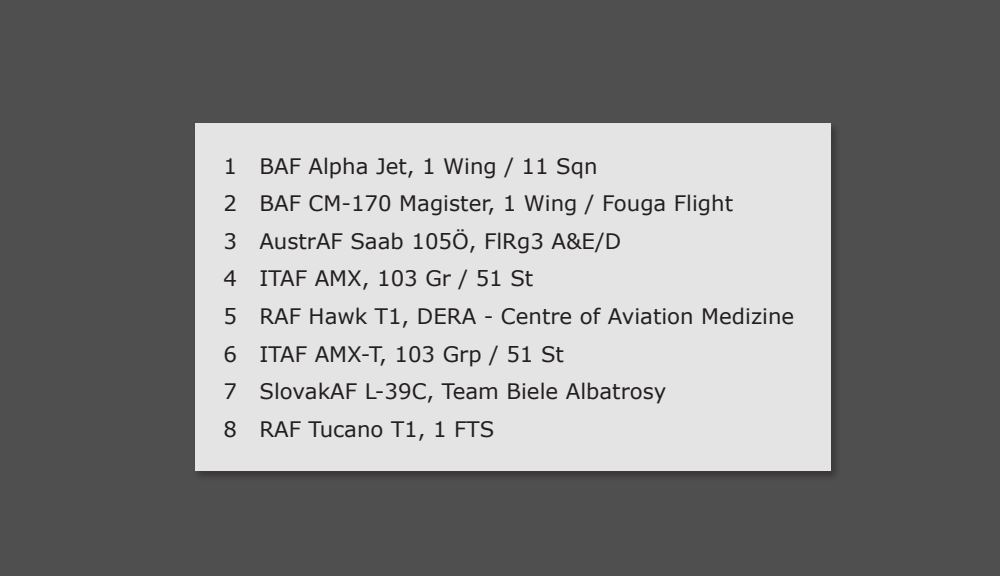 1 BAF Alpha Jet, 1 Wing / 11 Sqn
2 BAF CM-170 Magister, 1 Wing / Fouga Flight
3 AustrAF Saab 105Ö, FlRg3 A&E/D
4 ITAF AMX, 103 Gr / 51 St
5 RAF Hawk T1, DERA - Centre of Aviation Medizine
6 ITAF AMX-T, 103 Grp / 51 St
7 SlovakAF L-39C, Team Biele Albatrosy
8 RAF Tucano T1, 1 FTS